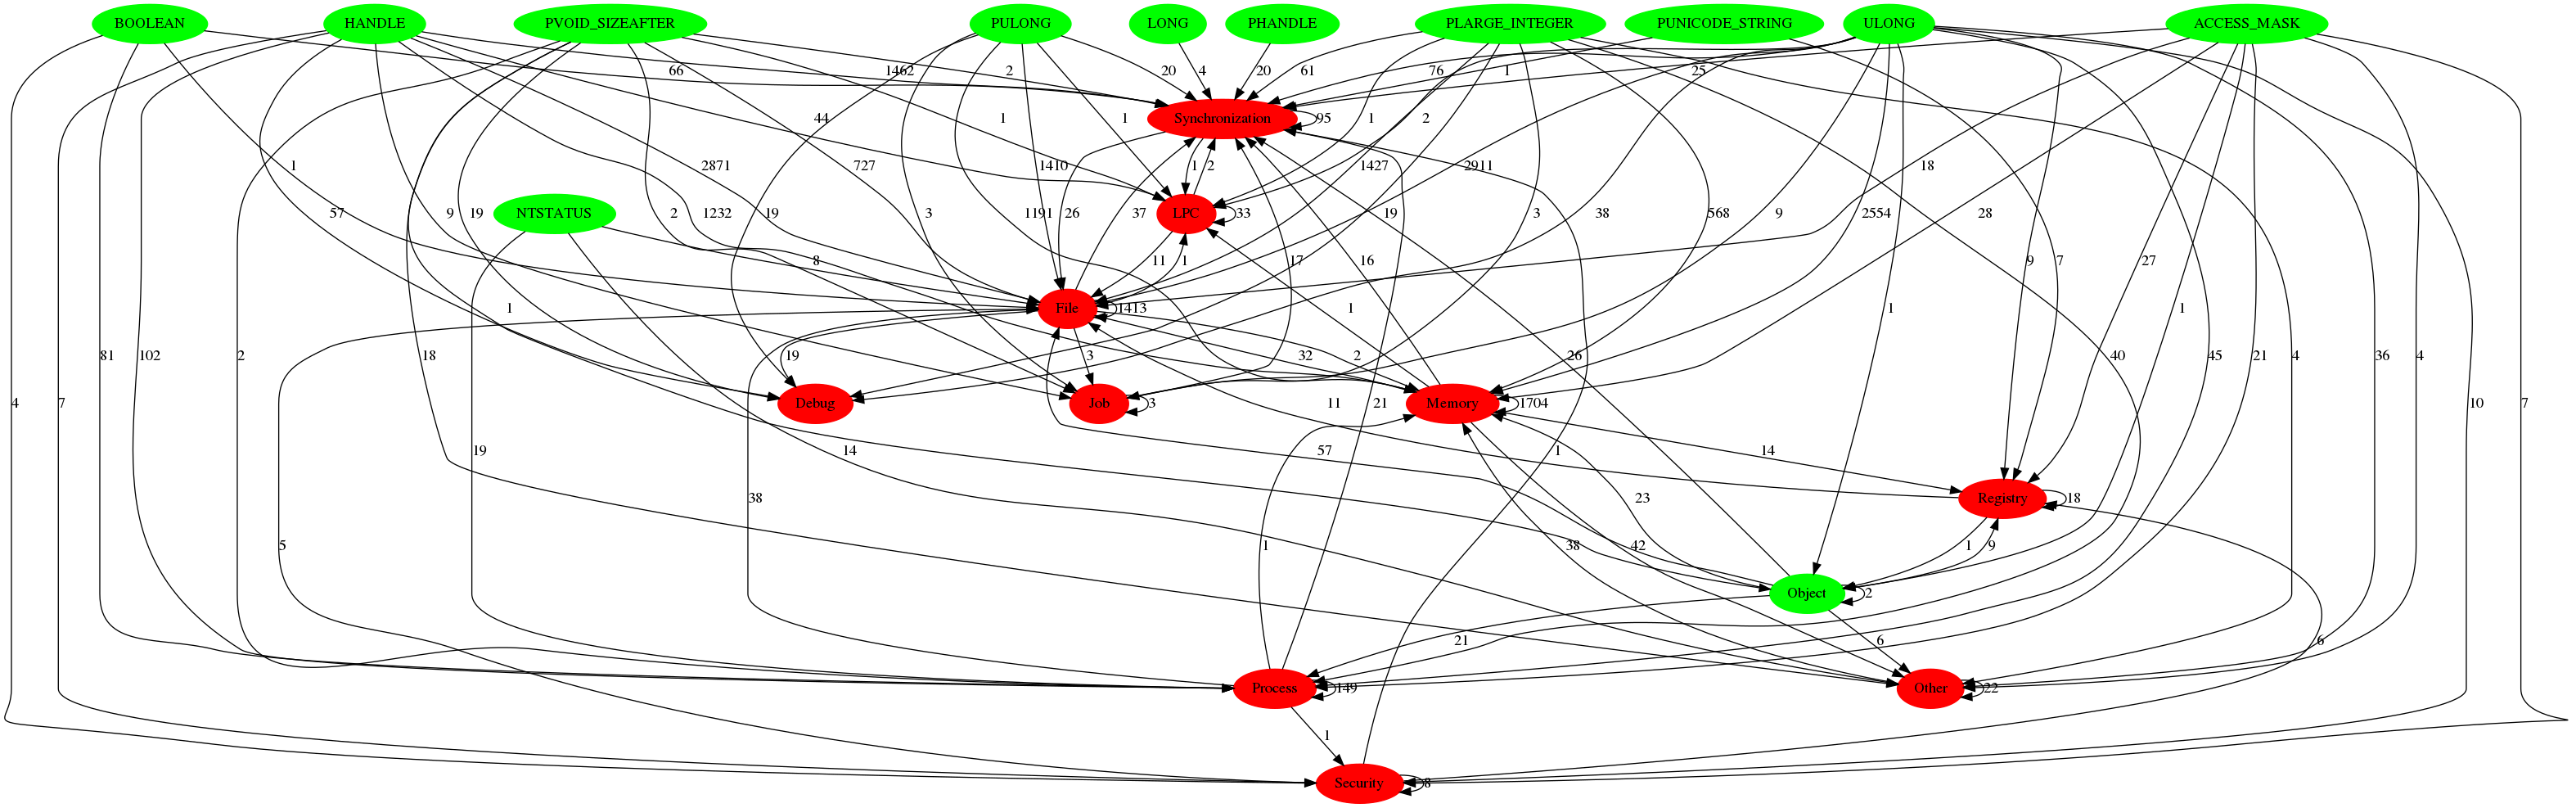 BOOLEAN HANDLE PVOID_SIZEAFTER PULONG LONG PHANDLE PLARGE_INTEGER PUNICODE_STRING ULONG ACCESS_MASK
66 1462 2 20 4 20 61 76 1 25
Synchronization 95
44 1 1 1
1 2871 727 1410 1 2 1427 2911 18
57 9 NTSTATUS 19 2 1232 3 1191 26 37 LPC 33 19 3 38 568 9 2554 28
8 11 1 17 16 9 27 7
1 File 1413 1 1
81 102 2 18 19 3 32 2 26 40 45 21 4 36 4
4 7 Debug Job 3 Memory 1704 21 10 7
19 14 57 11 1 14
38 23 Registry 18
5 1 38 42 1 9
Object 2
21 6 6
Process 149 Other 22
1
Security 8